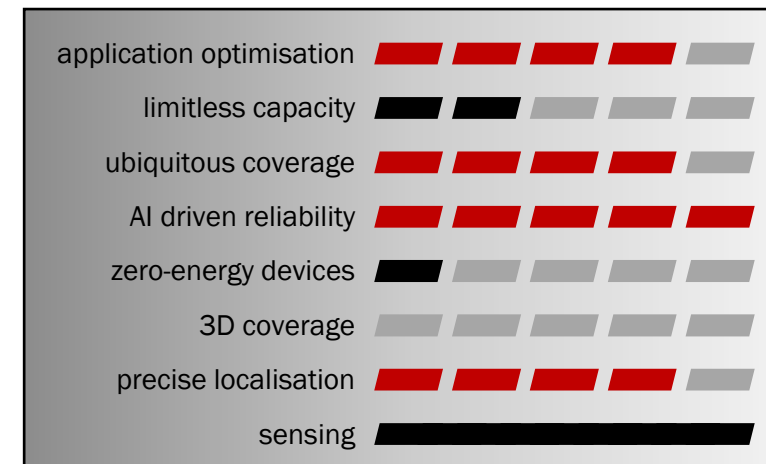 application optimisation
limitless capacity
ubiquitous coverage
AI driven reliability
zero-energy devices
3D coverage
precise localisation
sensing